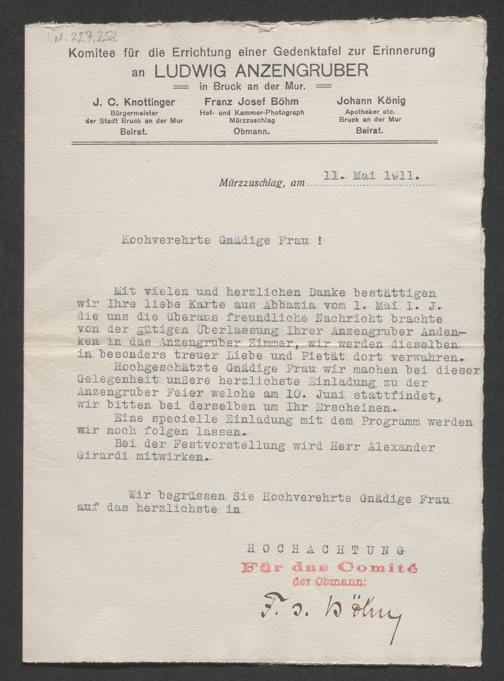 N. 227.258
Komitee für die Errichtung einer Gedenktafel zur Erinnerung
an LUDWIG ANZENGRUBER
in Bruck an der Mur.
J. C. Knottinger
Bürgermeister
der Stadt Bruck an der Mur
Beirat.
Franz Josef Böhm
Hof- und Kammer-Photograph
Mürzzuschlag
Obmann.
Johann König
Apotheker etc.
Bruck an der Mur
Beirat.
Mürzzuschlag, am 11. Mai 1911.
Hochverehrte Gnädige Frau !
Mit vielen und herzlichen Danke bestättigen
wir Ihre liebe Karte aus Abbazia vom 1. Mai l. J.
die uns die überaus freundliche Nachricht brachte
von der gütigen Überlassung Ihrer Anzengruber Anden-
ken in das Anzengruber Zimmer, wir werden dieselben
in besonders treuer Liebe und Pietät dort verwahren.
Hochgeschätzte Gnädige Frau wir machen bei dieser
Gelegenheit unsere herzlichste Einladung zu der
Anzengruber Feier welche am 10. Juni stattfindet,
wir bitten bei derselben um Ihr Erscheinen.
Eine specielle Einladung mit dem Programm werden
wir noch folgen lassen.
Bei der Festvorstellung wird Herr Alexander
Girardi mitwirken.
Wir begrüssen Sie Hochverehrte Gnädige Frau
auf das herzlichste in
HOCHACHTUNG
Für das Comité
der Obmann:
F. J. Böhm